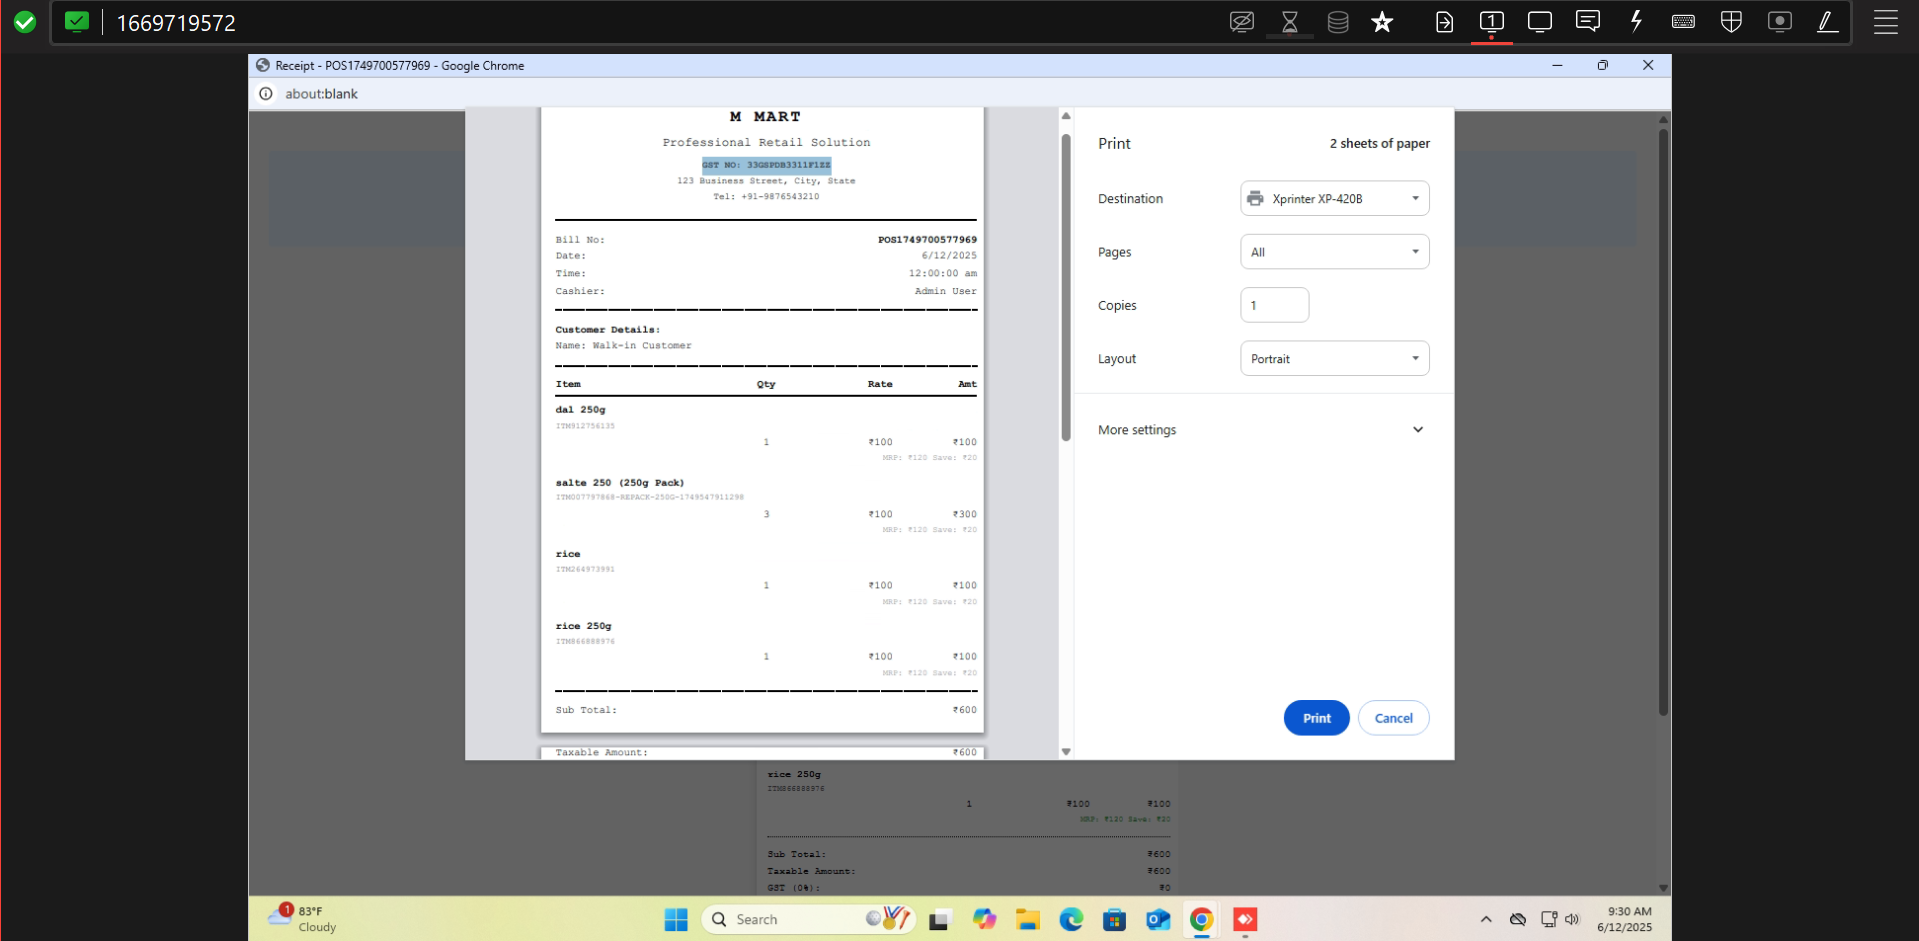 1669719572
1
Receipt - POS1749700577969 - Google Chrome
about:blank
M MART
Professional Retail Solution
GST NO: 33GSPDB3311F1ZZ
123 Business Street, City, State
Tel: +91-9876543210
Bill No: POS1749700577969
Date: 6/12/2025
Time: 12:00:00 am
Cashier: Admin User
Customer Details:
Name: Walk-in Customer
Item Qty Rate Amt
dal 250g
ITM912756135
1 ₹100 ₹100
MRP: ₹120 Save: ₹20
salte 250 (250g Pack)
ITM007797868-REPACK-250G-1749547911298
3 ₹100 ₹300
MRP: ₹120 Save: ₹20
rice
ITM264973991
1 ₹100 ₹100
MRP: ₹120 Save: ₹20
rice 250g
ITM866888976
1 ₹100 ₹100
MRP: ₹120 Save: ₹20
Sub Total: ₹600
Taxable Amount: ₹600
Print 2 sheets of paper
Destination Xprinter XP-420B
Pages All
Copies 1
Layout Portrait
More settings
Print Cancel
rice 250g
ITM866888976
1 ₹100 ₹100
MRP: ₹120 Save: ₹20
Sub Total: ₹600
Taxable Amount: ₹600
GST (0%): ₹0
1
83°F
Cloudy
Search
9:30 AM
6/12/2025